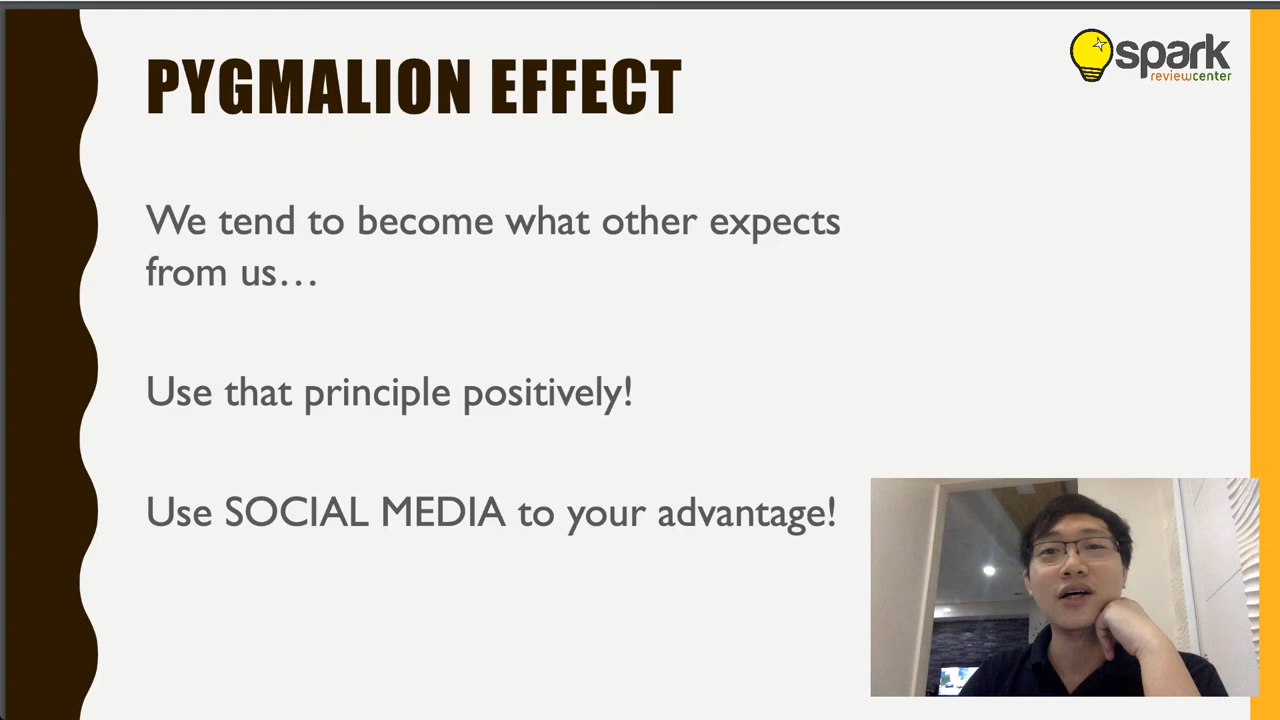 PYGMALION EFFECT
spark
reviewcenter
We tend to become what other expects
from us…
Use that principle positively!
Use SOCIAL MEDIA to your advantage!